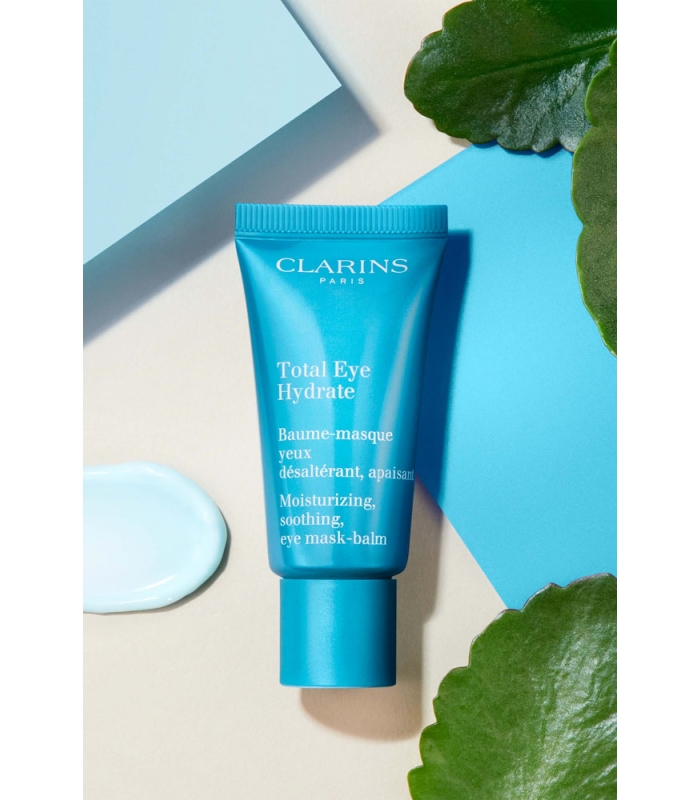 CLARINS
PARIS
Total Eye
Hydrate
Baume-masque
yeux
désaltérant, apaisant
Moisturizing,
soothing,
eye mask-balm